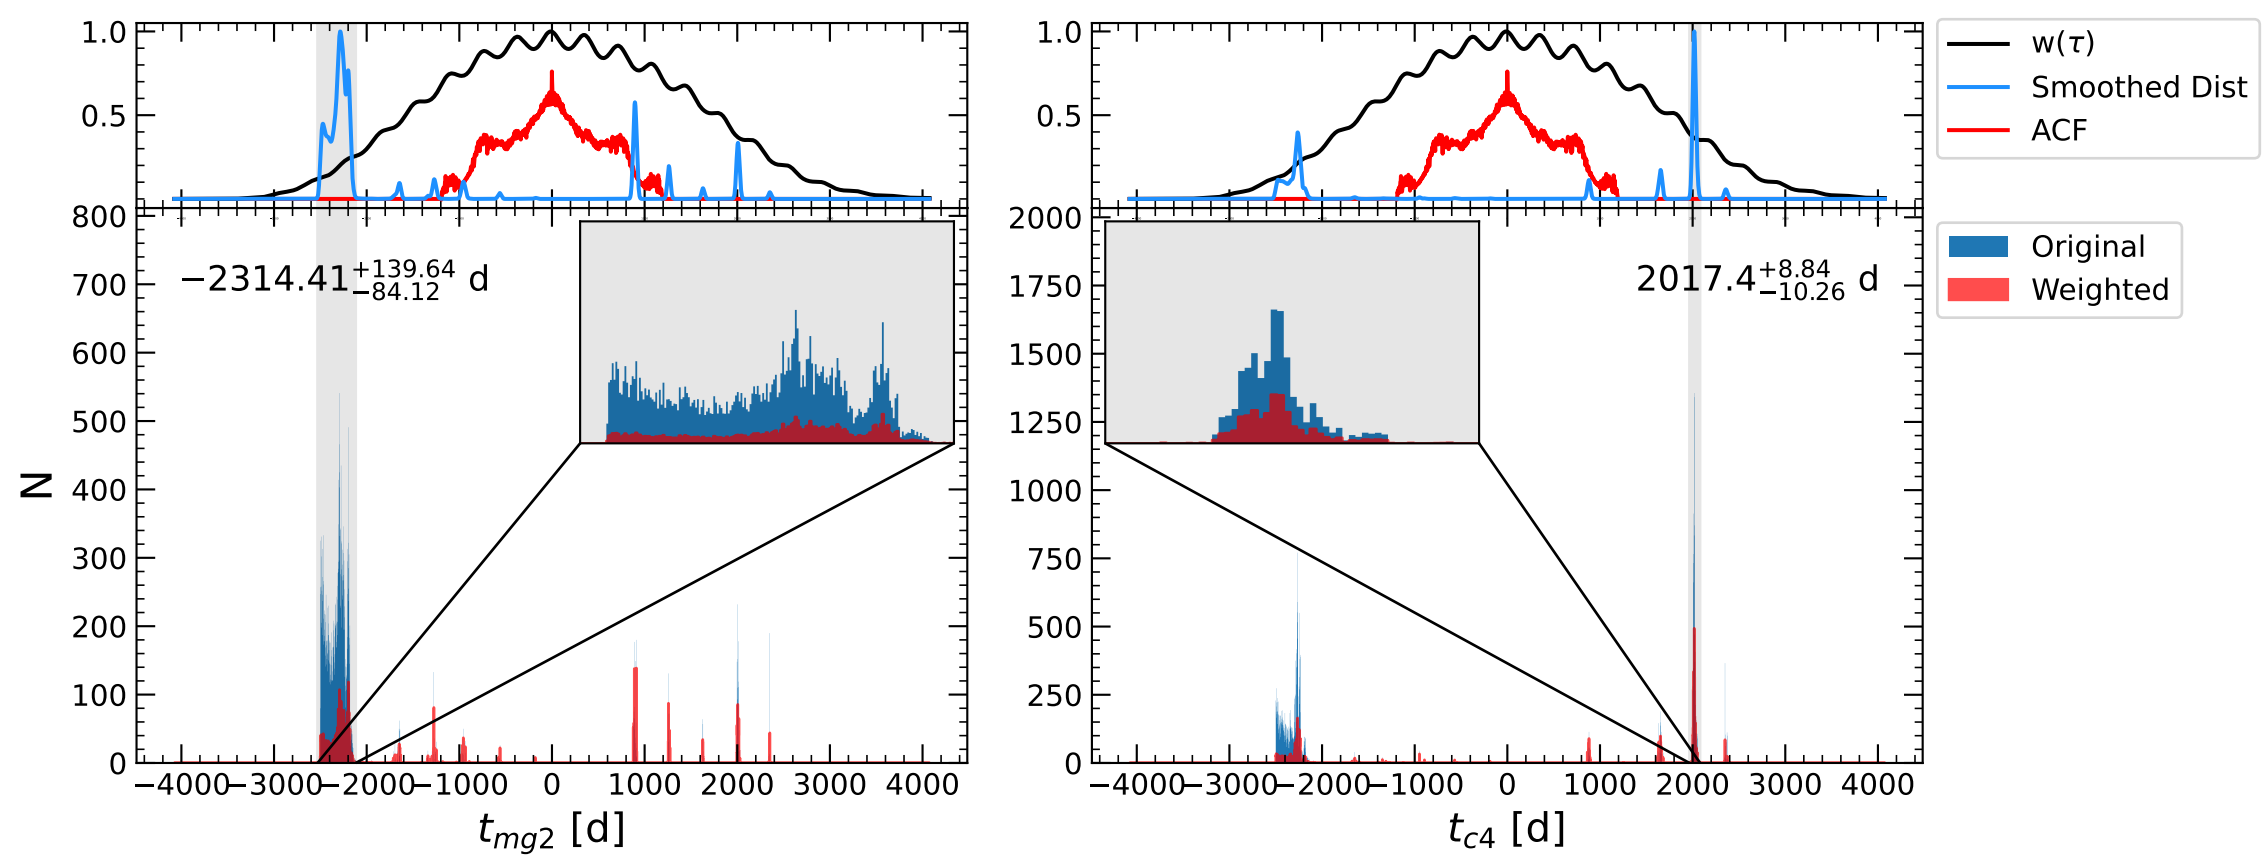 1.0
0.5
800
700
600
500
400
300
200
100
0
N
−2314.41 +139.64 −84.12 d
−4000 −3000 −2000 −1000 0 1000 2000 3000 4000
t_mg2 [d]
1.0
0.5
2000
1750
1500
1250
1000
750
500
250
0
2017.4 +8.84 −10.26 d
−4000 −3000 −2000 −1000 0 1000 2000 3000 4000
t_c4 [d]
w(τ)
Smoothed Dist
ACF
Original
Weighted